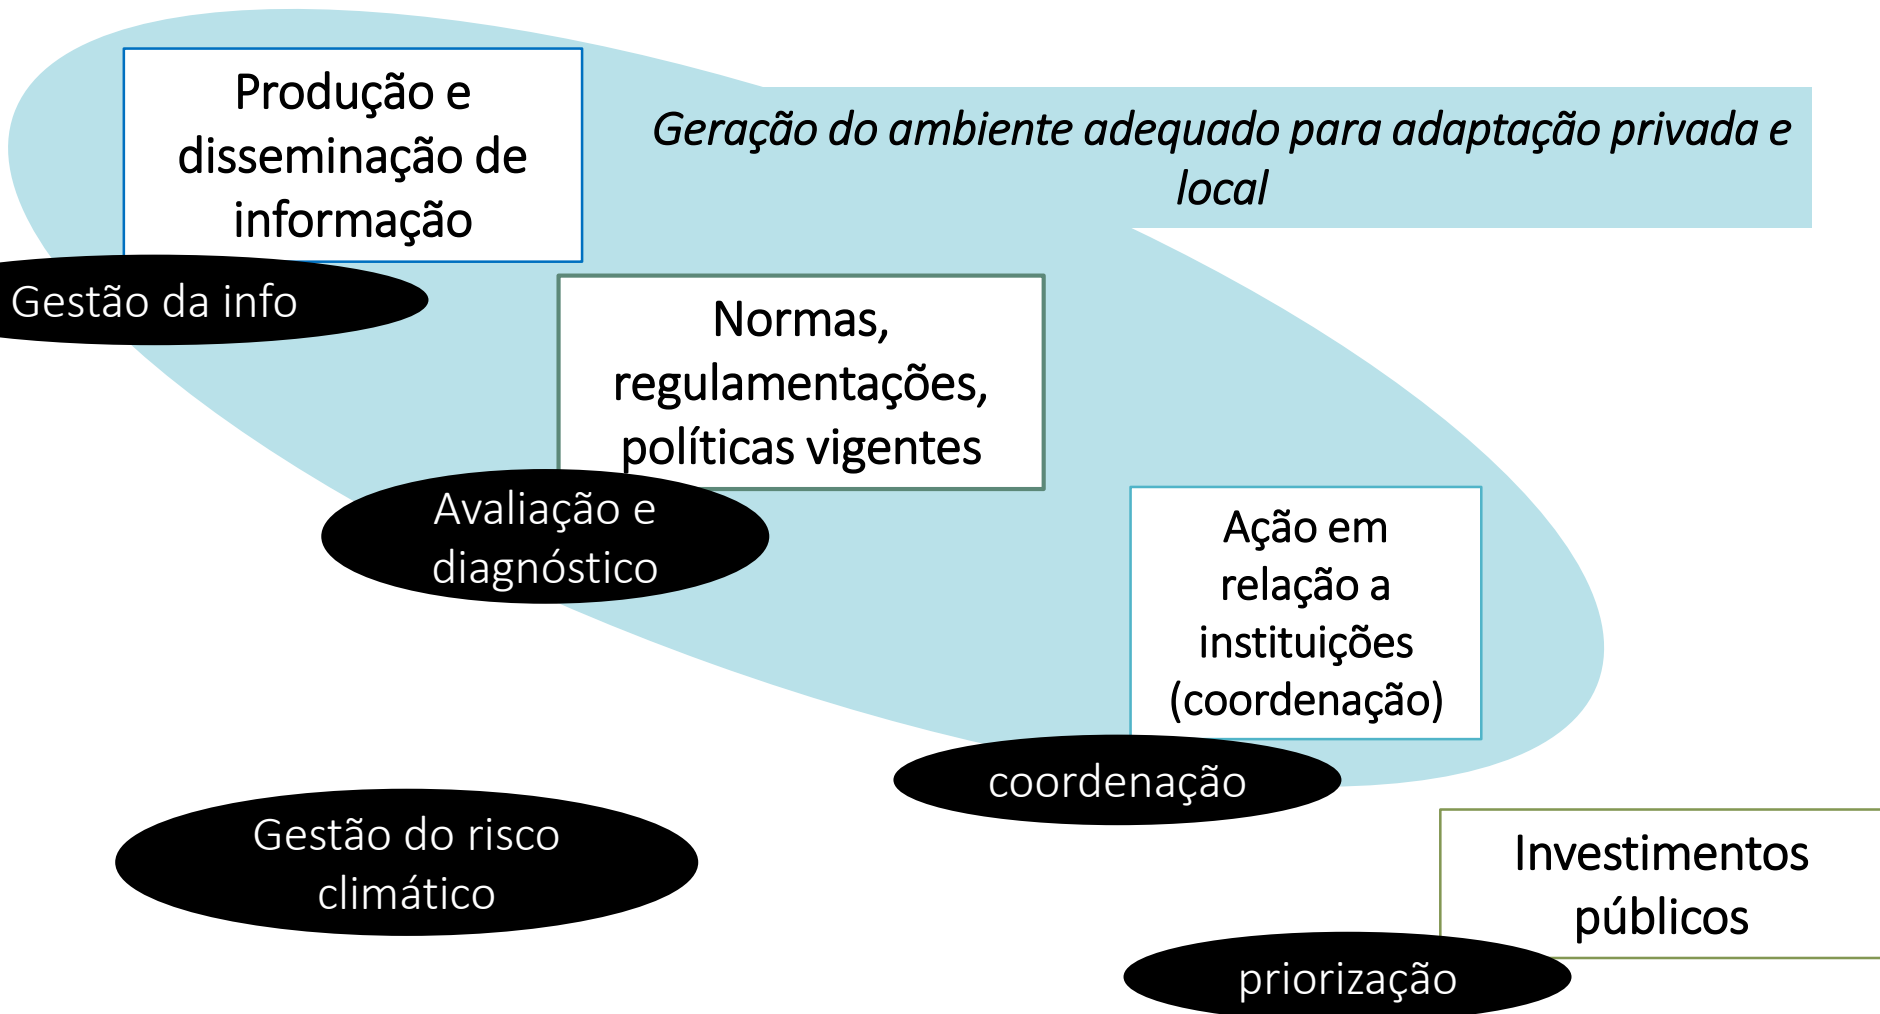 Produção e
disseminação de
informação
Geração do ambiente adequado para adaptação privada e
local
Gestão da info
Normas,
regulamentações,
políticas vigentes
Avaliação e
diagnóstico
Ação em
relação a
instituições
(coordenação)
coordenação
Gestão do risco
climático
Investimentos
públicos
priorização